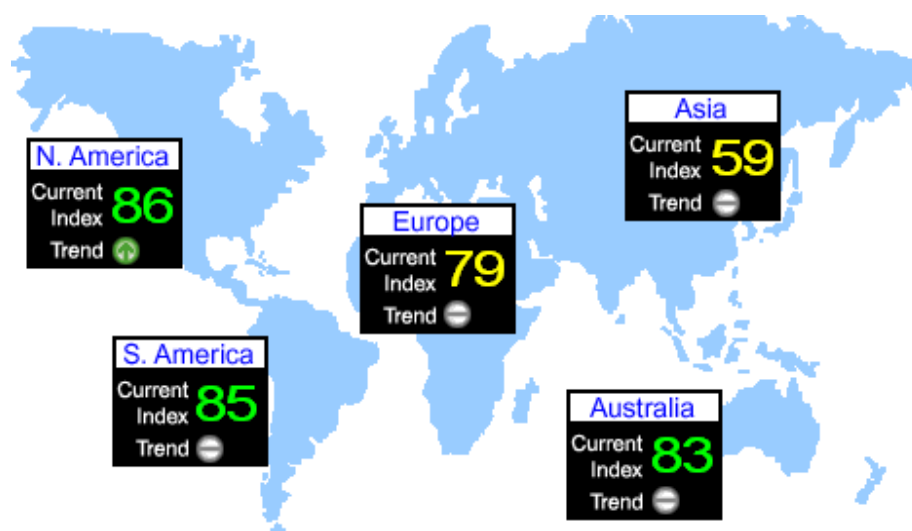 N. America
Current
Index 86
Trend
S. America
Current
Index 85
Trend
Europe
Current
Index 79
Trend
Asia
Current
Index 59
Trend
Australia
Current
Index 83
Trend